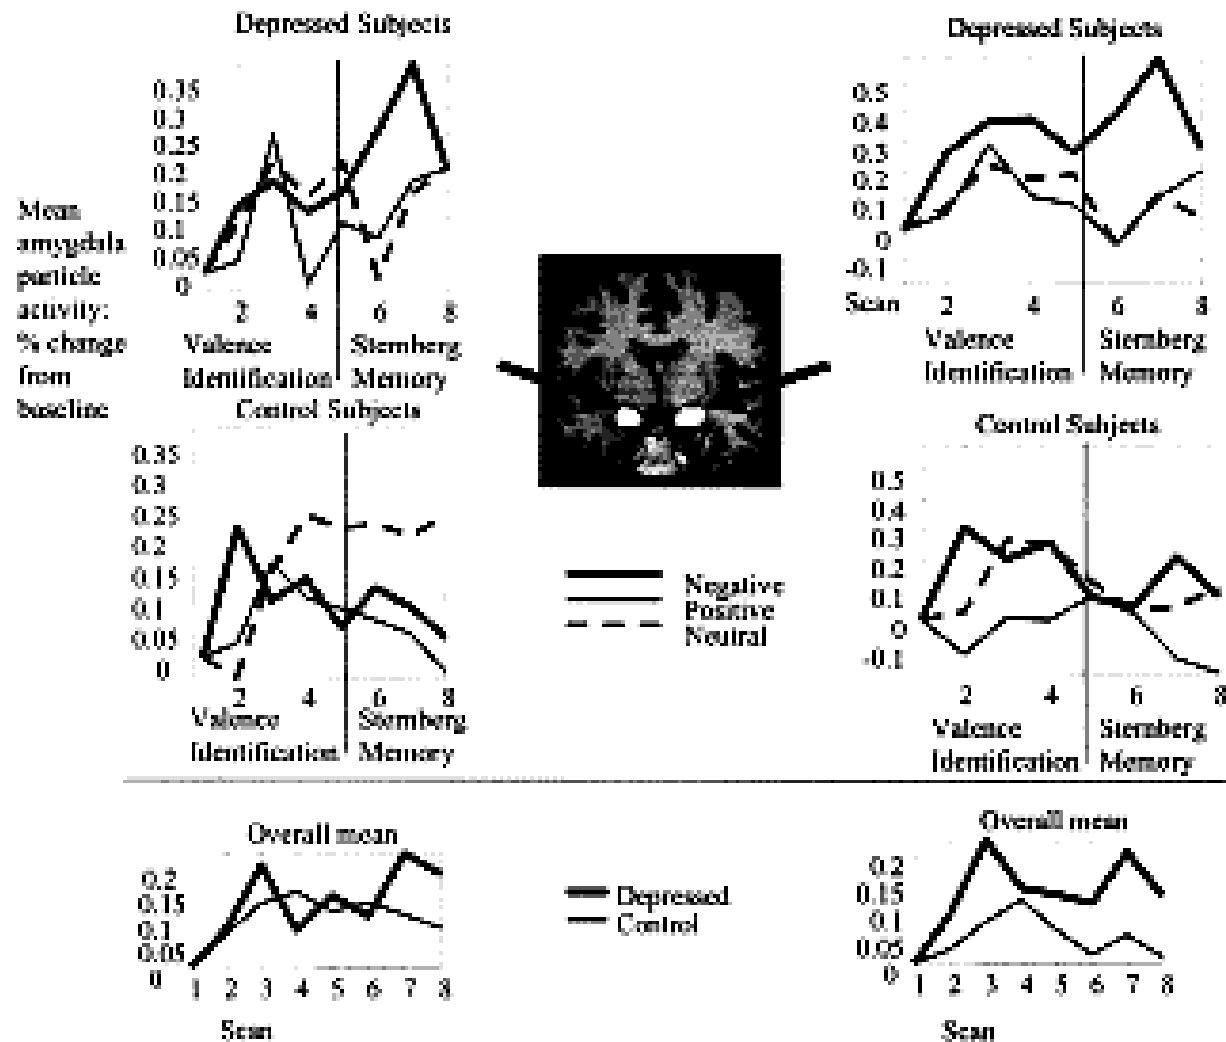 Depressed Subjects
0.35
0.3
0.25
0.2
0.15
0.1
0.05
0
Mean
amygdala
particle
activity:
% change
from
baseline
2 4 6 8
Valence Sternberg
Identification Memory
Depressed Subjects
0.5
0.4
0.3
0.2
0.1
0
-0.1
Scan 2 4 6 8
Valence Sternberg
Identification Memory
Control Subjects
0.35
0.3
0.25
0.2
0.15
0.1
0.05
0
2 4 6 8
Valence Sternberg
Identification Memory
Negative
Positive
Neutral
Control Subjects
0.5
0.4
0.3
0.2
0.1
0
-0.1
2 4 6 8
Valence Sternberg
Identification Memory
Overall mean
0.2
0.15
0.1
0.05
0
1 2 3 4 5 6 7 8
Scan
Depressed
Control
Overall mean
0.2
0.15
0.1
0.05
0
1 2 3 4 5 6 7 8
Scan